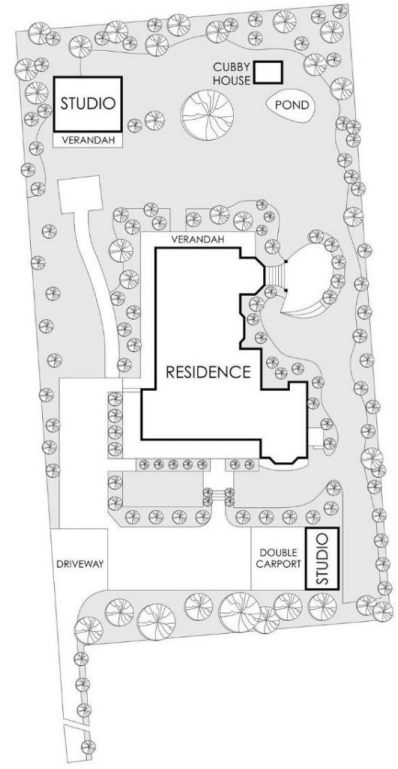 CUBBY
HOUSE
STUDIO
POND
VERANDAH
VERANDAH
RESIDENCE
DRIVEWAY
DOUBLE
CARPORT
STUDIO